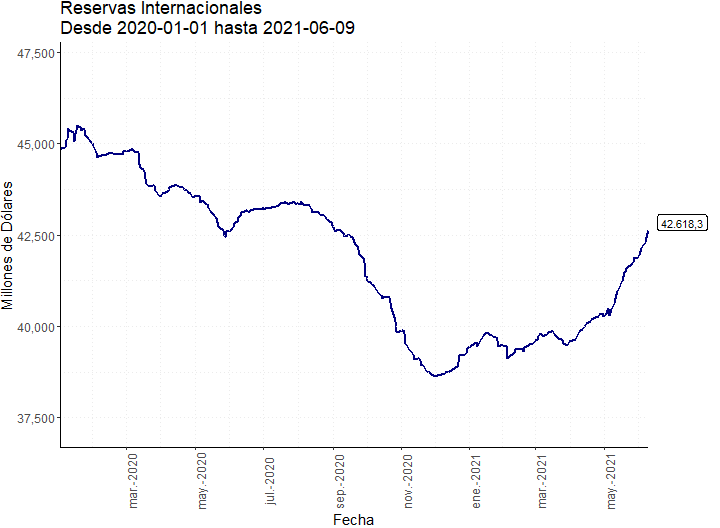 Reservas Internacionales
Desde 2020-01-01 hasta 2021-06-09
Millones de Dólares
47,500
45,000
42,500
40,000
37,500
42.618,3
mar.-2020
may.-2020
jul.-2020
sep.-2020
nov.-2020
ene.-2021
mar.-2021
may.-2021
Fecha